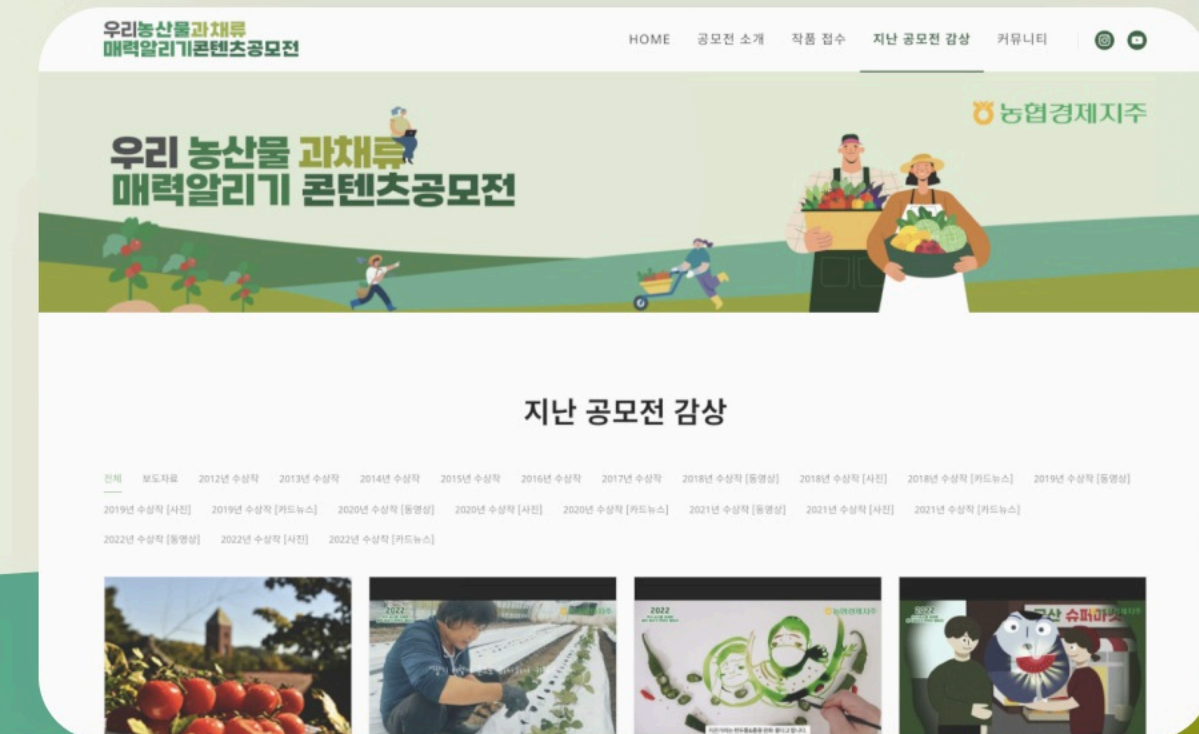 우리농산물과채류
매력알리기콘텐츠공모전
HOME 공모전 소개 작품 접수 지난 공모전 감상 커뮤니티
농협경제지주
우리 농산물 과채류
매력알리기 콘텐츠공모전
지난 공모전 감상
전체 보도자료 2012년 수상작 2013년 수상작 2014년 수상작 2015년 수상작 2016년 수상작 2017년 수상작 2018년 수상작 [동영상] 2018년 수상작 [사진] 2018년 수상작 [카드뉴스] 2019년 수상작 [동영상]
2019년 수상작 [사진] 2019년 수상작 [카드뉴스] 2020년 수상작 [동영상] 2020년 수상작 [사진] 2020년 수상작 [카드뉴스] 2021년 수상작 [동영상] 2021년 수상작 [사진] 2021년 수상작 [카드뉴스]
2022년 수상작 [동영상] 2022년 수상작 [사진] 2022년 수상작 [카드뉴스]
2022
2022 농협경제지주
2022 슈퍼마켓